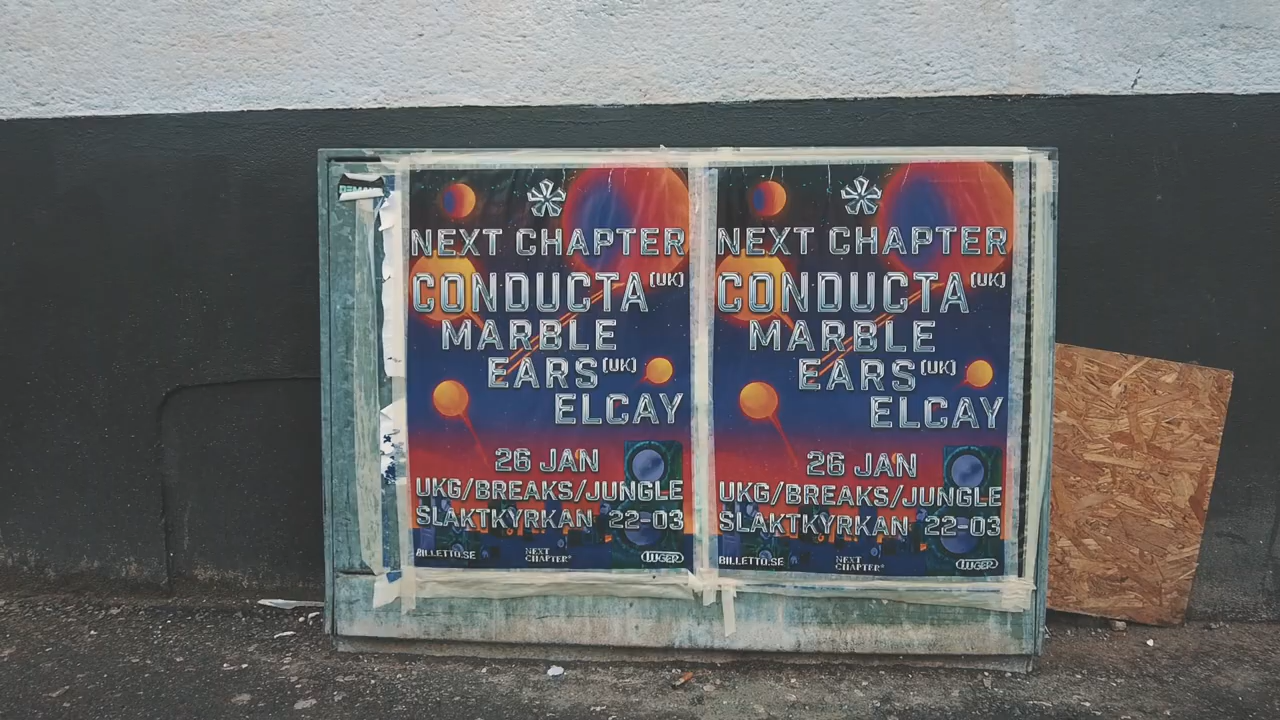 NEXT CHAPTER
CONDUCTA (UK)
MARBLE
EARS (UK)
ELCAY
26 JAN
UKG/BREAKS/JUNGLE
SLAKTKYRKAN 22-03
BILLETTO.SE NEXT CHAPTER® LUGER
NEXT CHAPTER
CONDUCTA (UK)
MARBLE
EARS (UK)
ELCAY
26 JAN
UKG/BREAKS/JUNGLE
SLAKTKYRKAN 22-03
BILLETTO.SE NEXT CHAPTER® LUGER